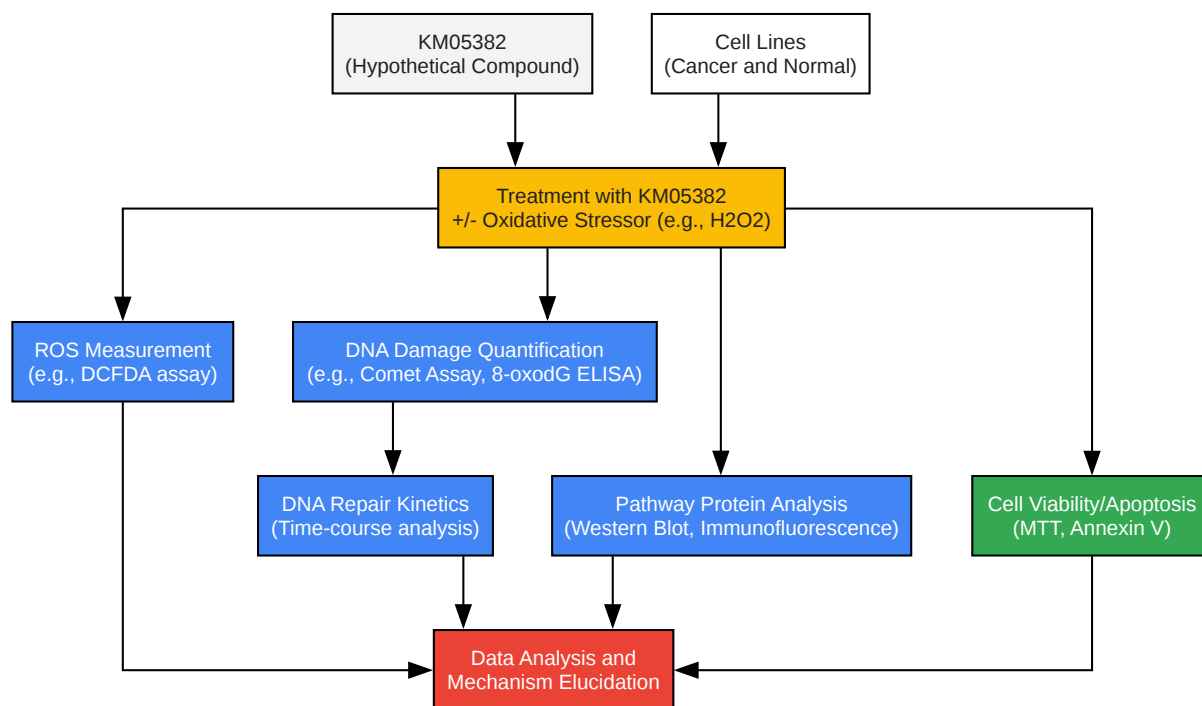 KM05382
(Hypothetical Compound)
Cell Lines
(Cancer and Normal)
Treatment with KM05382
+/- Oxidative Stressor (e.g., H2O2)
ROS Measurement
(e.g., DCFDA assay)
DNA Damage Quantification
(e.g., Comet Assay, 8-oxodG ELISA)
DNA Repair Kinetics
(Time-course analysis)
Pathway Protein Analysis
(Western Blot, Immunofluorescence)
Cell Viability/Apoptosis
(MTT, Annexin V)
Data Analysis and
Mechanism Elucidation